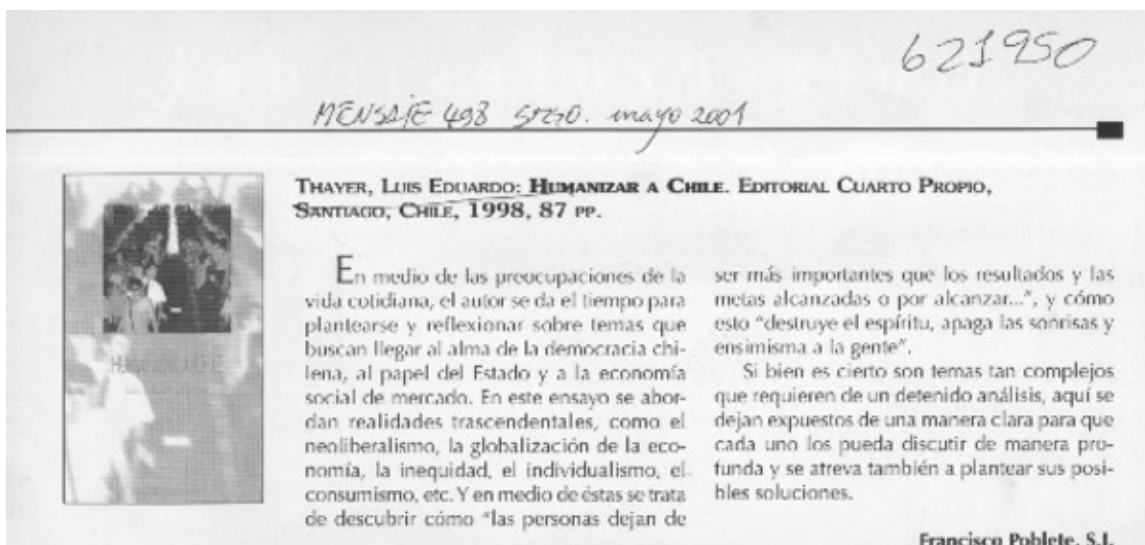 621950
MENSAJE 498 STGO. mayo 2001
THAYER, LUIS EDUARDO: HUMANIZAR A CHILE. EDITORIAL CUARTO PROPIO,
SANTIAGO, CHILE, 1998, 87 PP.
En medio de las preocupaciones de la
vida cotidiana, el autor se da el tiempo para
plantearse y reflexionar sobre temas que
buscan llegar al alma de la democracia chi-
lena, al papel del Estado y a la economía
social de mercado. En este ensayo se abor-
dan realidades trascendentales, como el
neoliberalismo, la globalización de la eco-
nomía, la inequidad, el individualismo, el
consumismo, etc. Y en medio de éstas se trata
de descubrir cómo "las personas dejan de
ser más importantes que los resultados y las
metas alcanzadas o por alcanzar...", y cómo
esto "destruye el espíritu, apaga las sonrisas y
ensimisma a la gente".
Si bien es cierto son temas tan complejos
que requieren de un detenido análisis, aquí se
dejan expuestos de una manera clara para que
cada uno los pueda discutir de manera pro-
funda y se atreva también a plantear sus posi-
bles soluciones.
Francisco Poblete, S.J.